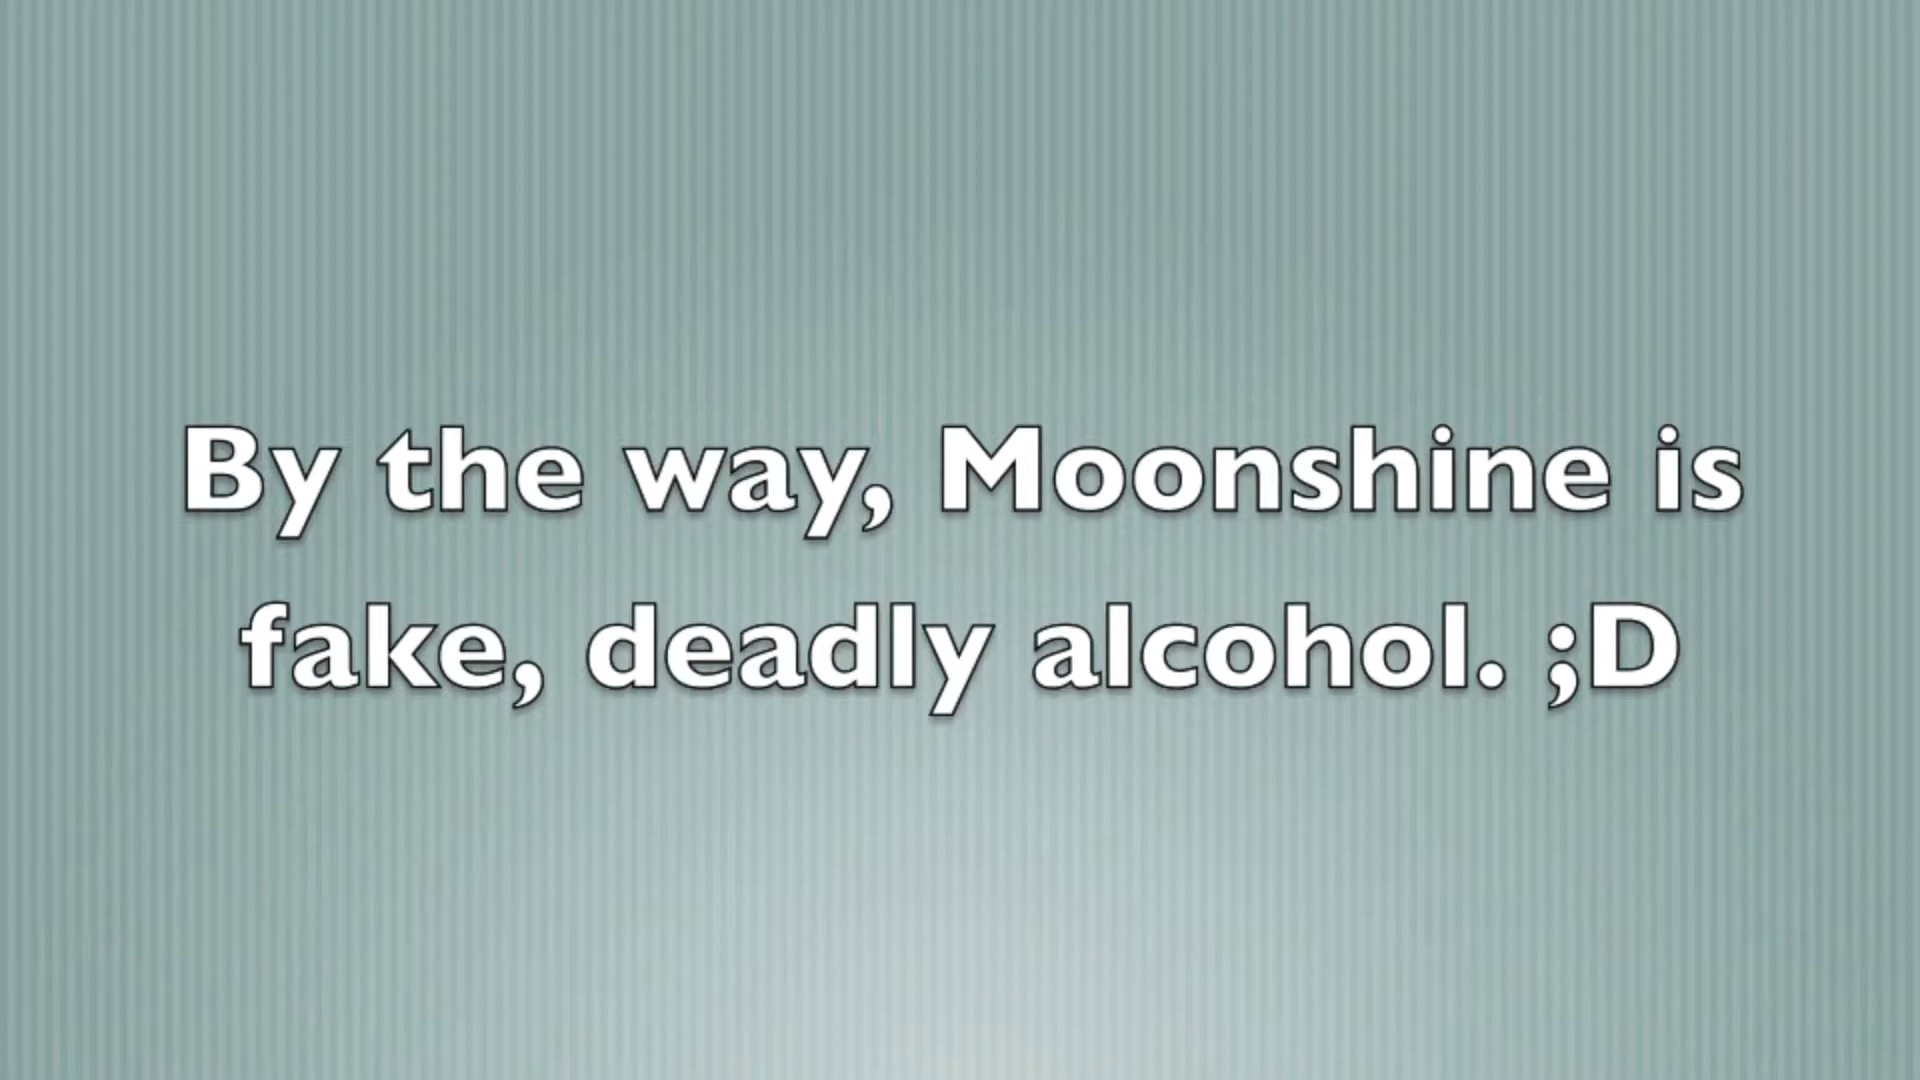 By the way, Moonshine is
fake, deadly alcohol. ;D